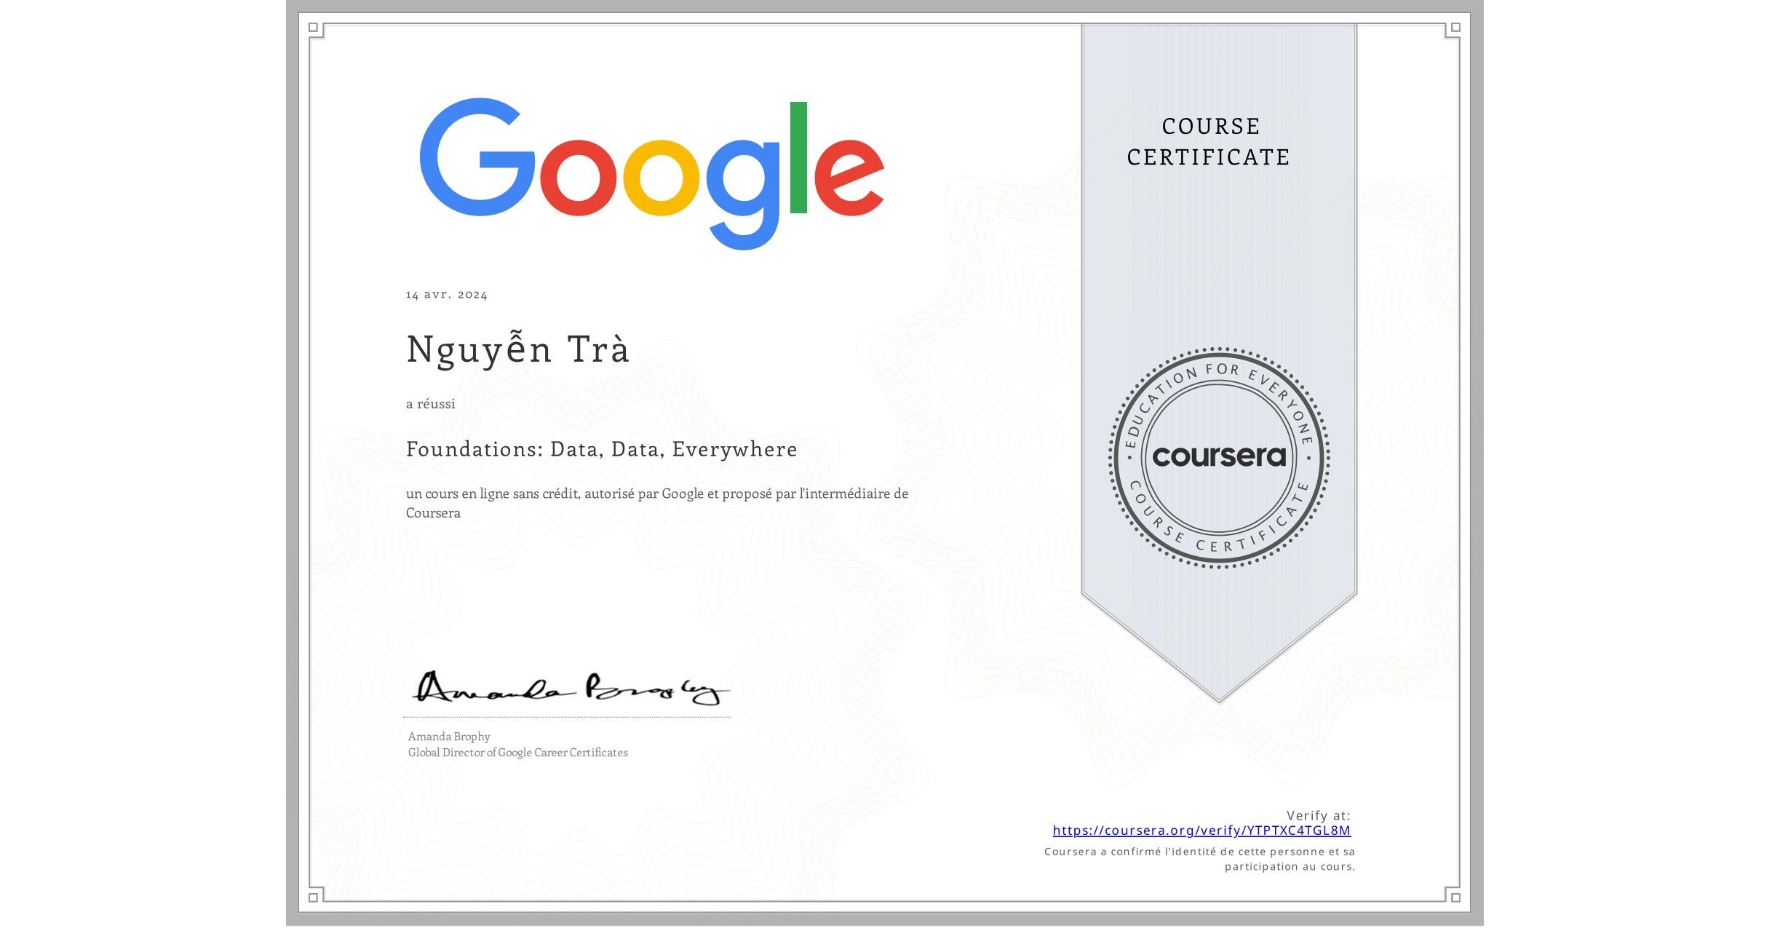 Google
COURSE
CERTIFICATE
14 avr. 2024
Nguyễn Trà
a réussi
Foundations: Data, Data, Everywhere
un cours en ligne sans crédit, autorisé par Google et proposé par l'intermédiaire de
Coursera
EDUCATION FOR EVERYONE
coursera
COURSE CERTIFICATE
Amanda Brophy
Amanda Brophy
Global Director of Google Career Certificates
Verify at:
https://coursera.org/verify/YTPTXC4TGL8M
Coursera a confirmé l'identité de cette personne et sa
participation au cours.